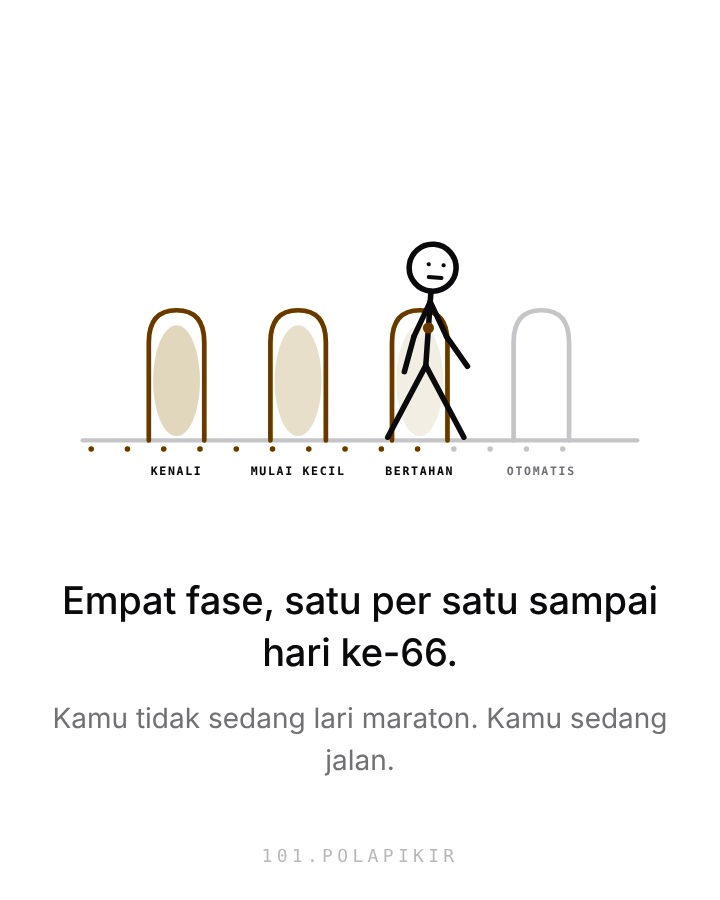 KENALI MULAI KECIL BERTAHAN OTOMATIS
Empat fase, satu per satu sampai
hari ke-66.
Kamu tidak sedang lari maraton. Kamu sedang
jalan.
101.POLAPIKIR